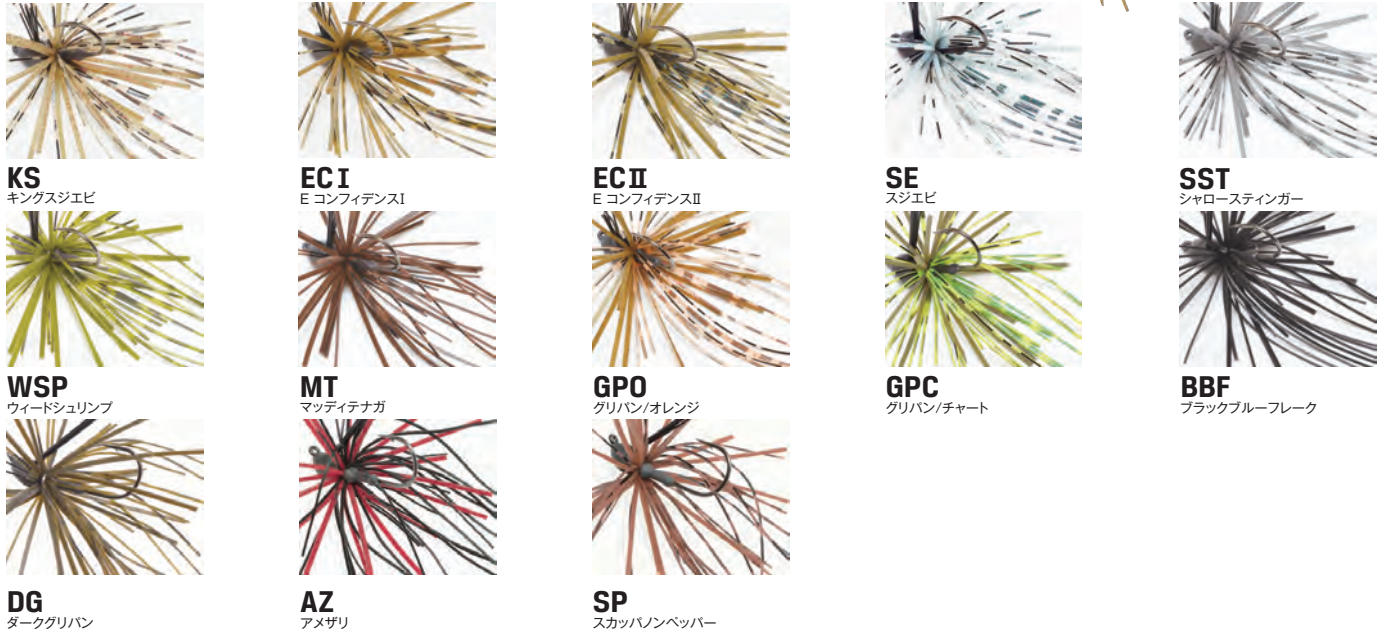 KS
キングスジエビ
EC I
E コンフィデンスI
EC II
E コンフィデンスII
SE
スジエビ
SST
シャロースティンガー
WSP
ウィードシュリンプ
MT
マッディテナガ
GPO
グリパン/オレンジ
GPC
グリパン/チャート
BBF
ブラックブルーフレーク
DG
ダークグリパン
AZ
アメザリ
SP
スカッパノンペッパー